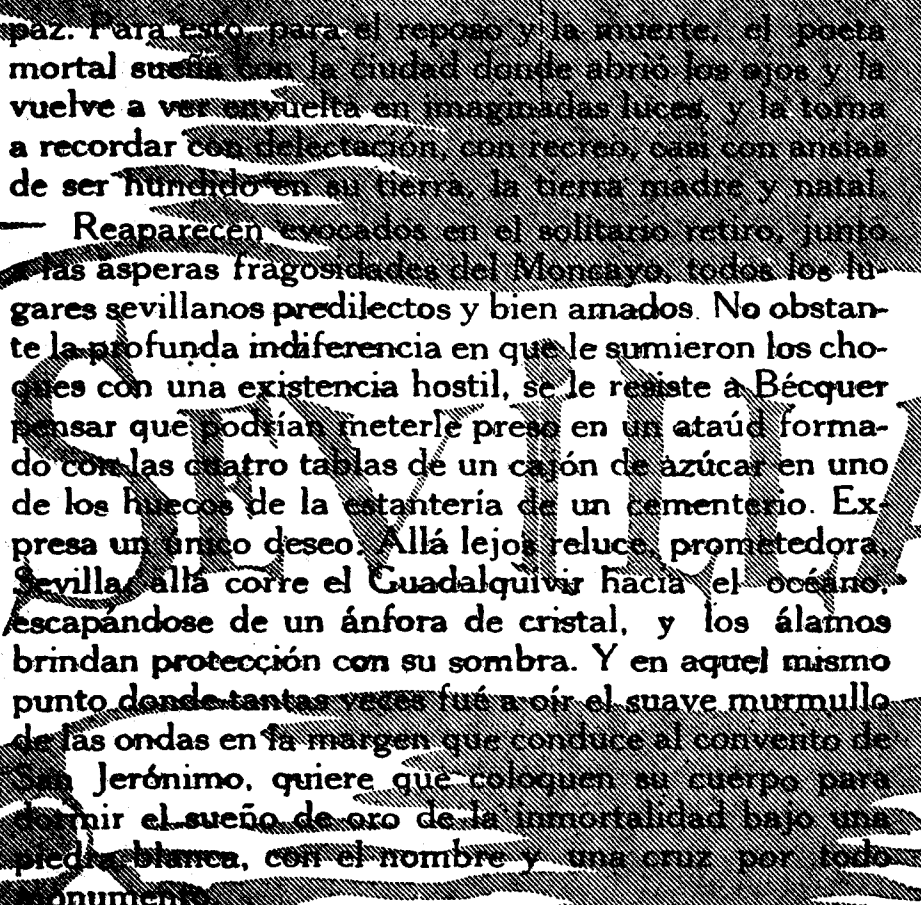 paz. Para esto, para el reposo y la muerte, el poeta
mortal sueña con la ciudad donde abrió los ojos y la
vuelve a ver envuelta en imaginadas luces, y la torna
a recordar con delectación, con recreo, casi con ansias
de ser hundido en su tierra, la tierra madre y natal.
— Reaparecen evocados en el solitario retiro, junto
a las asperas fragosidades del Moncayo, todos los lu-
gares sevillanos predilectos y bien amados. No obstan-
te la profunda indiferencia en que le sumieron los cho-
ques con una existencia hostil, se le resiste a Bécquer
pensar que podrían meterle preso en un ataúd forma-
do con las cuatro tablas de un cajón de azúcar en uno
de los huecos de la estantería de un cementerio. Ex-
presa un único deseo. Allá lejos reluce, prometedora,
Sevilla, allá corre el Guadalquivir hacia el océano,
escapándose de un ánfora de cristal, y los álamos
brindan protección con su sombra. Y en aquel mismo
punto donde tantas veces fué a oír el suave murmullo
de las ondas en la margen que conduce al convento de
San Jerónimo, quiere que coloquen su cuerpo para
dormir el sueño de oro de la inmortalidad bajo una
piedra blanca, con el nombre y una cruz por todo
monumento.
SEVILLA